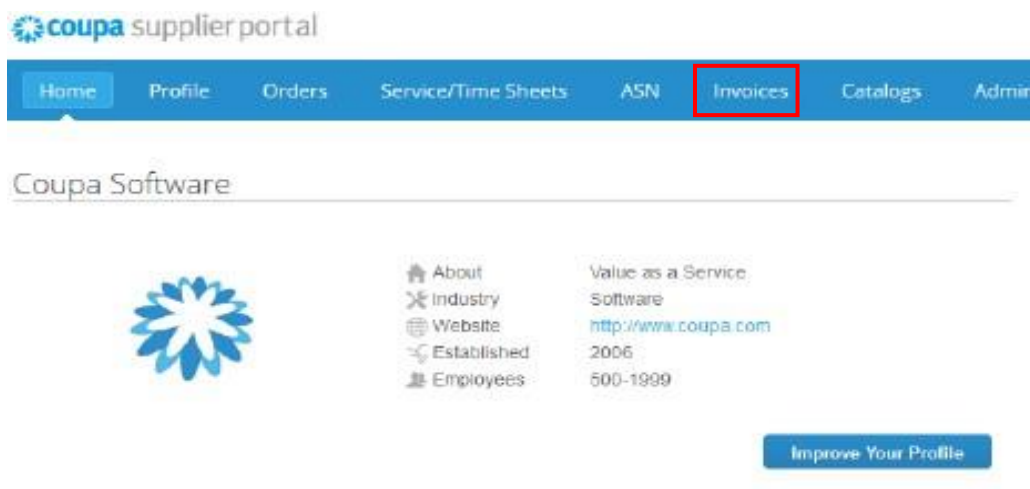 coupa supplier portal
Home Profile Orders Service/Time Sheets ASN Invoices Catalogs Admin
Coupa Software
About Value as a Service
Industry Software
Website http://www.coupa.com
Established 2006
Employees 500-1999
Improve Your Profile